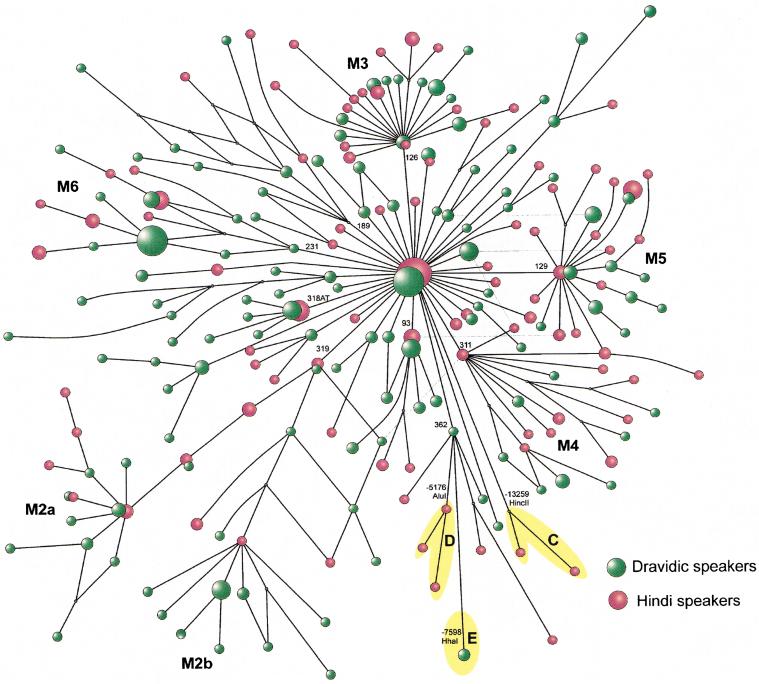 M3
126
M6
189
231
M5
129
318AT
93
311
319
362
M4
-5176
AluI
-13259
HincII
M2a
D
C
Dravidic speakers
Hindi speakers
-7598
HhaI
E
M2b